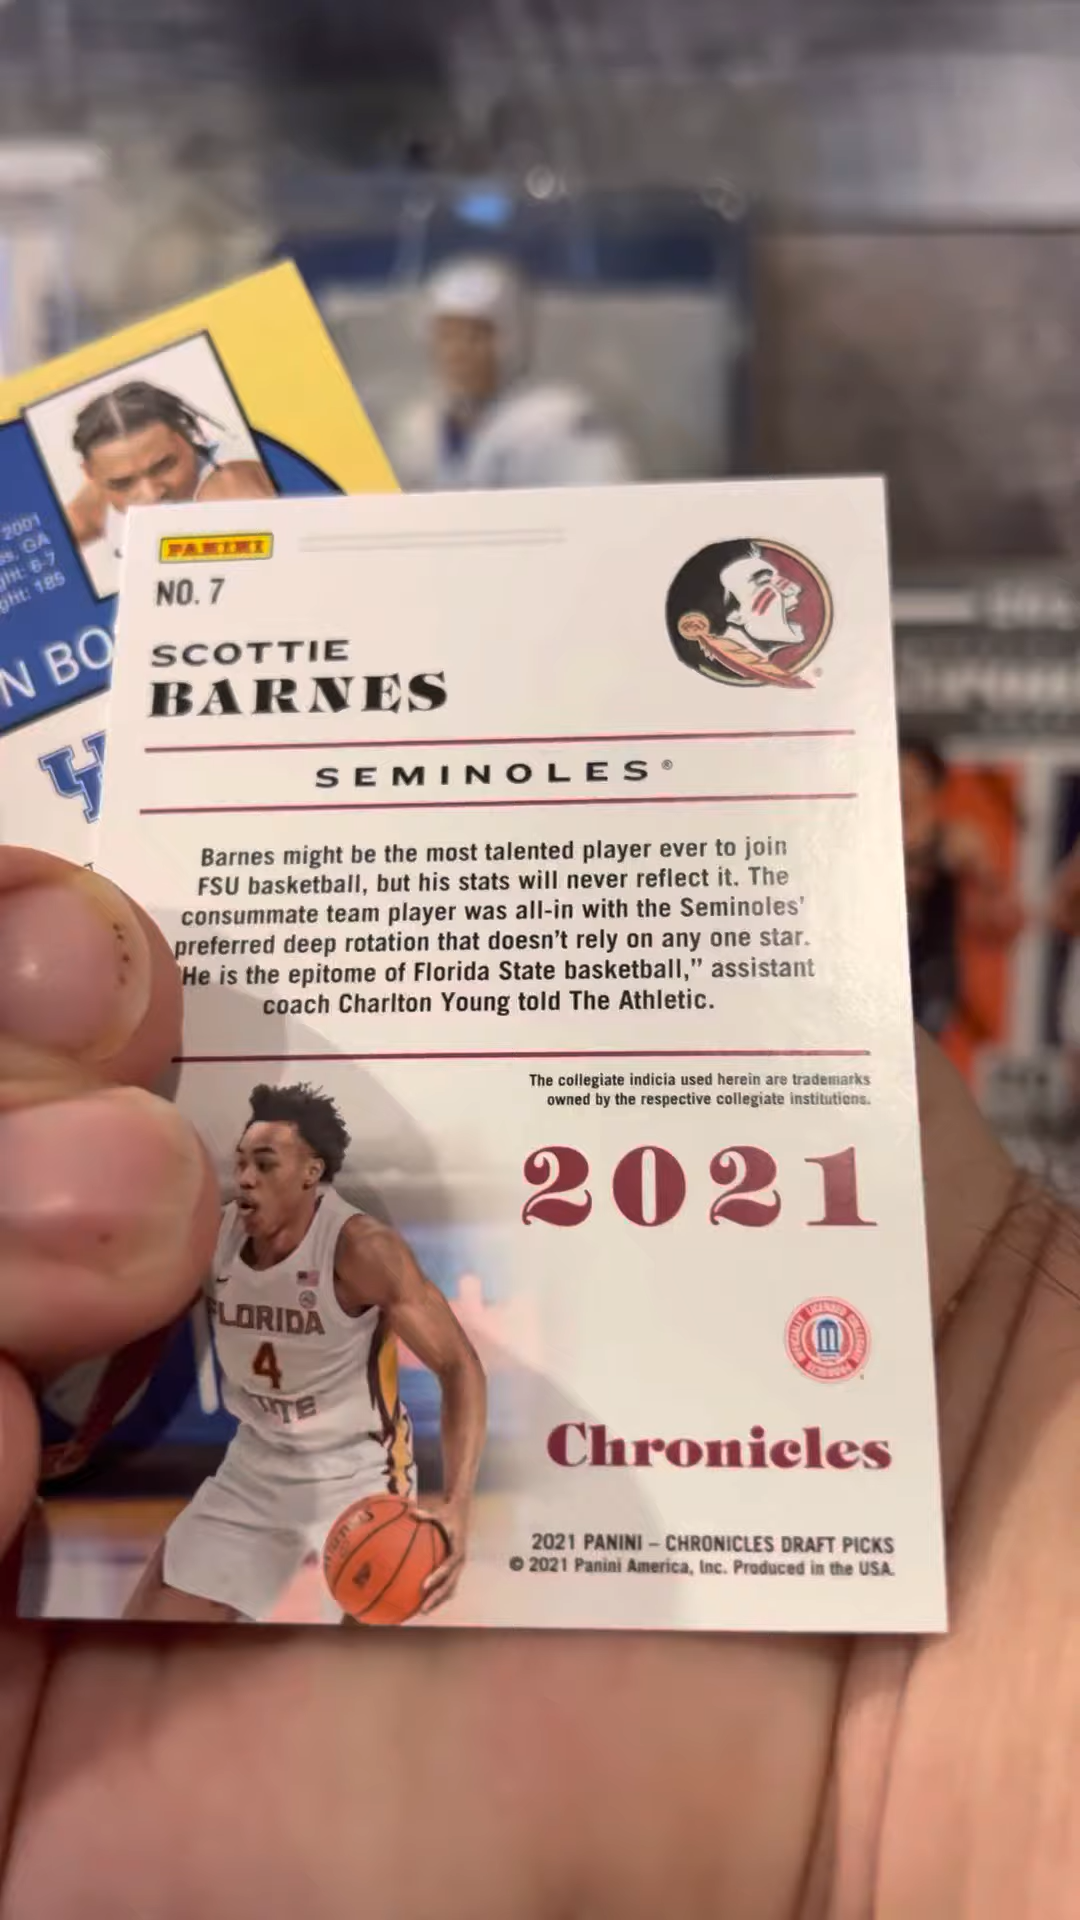 2001
GA
6-7
185
N BO
PANINI
NO. 7
SCOTTIE
BARNES
SEMINOLES®
Barnes might be the most talented player ever to join
FSU basketball, but his stats will never reflect it. The
consummate team player was all-in with the Seminoles'
preferred deep rotation that doesn't rely on any one star.
"He is the epitome of Florida State basketball," assistant
coach Charlton Young told The Athletic.
The collegiate indicia used herein are trademarks
owned by the respective collegiate institutions.
2021
FLORIDA
4
Chronicles
2021 PANINI – CHRONICLES DRAFT PICKS
© 2021 Panini America, Inc. Produced in the USA.